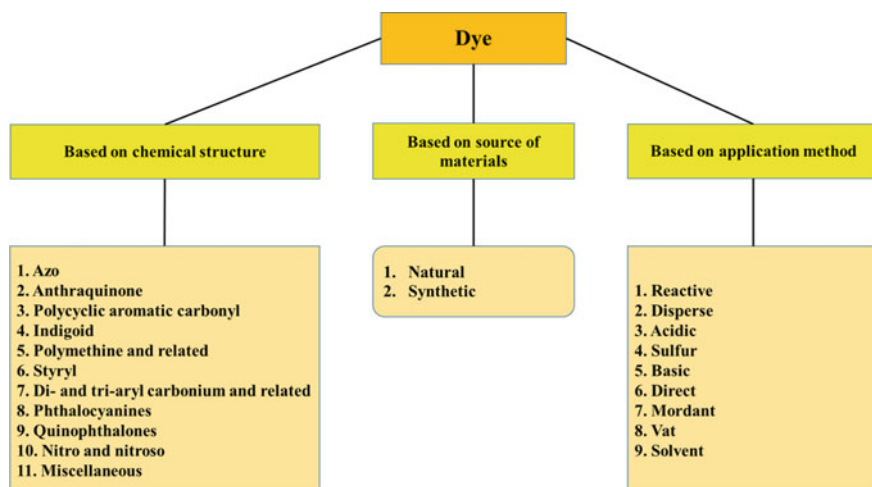 Dye
Based on chemical structure
1. Azo
2. Anthraquinone
3. Polycyclic aromatic carbonyl
4. Indigoid
5. Polymethine and related
6. Styryl
7. Di- and tri-aryl carbonium and related
8. Phthalocyanines
9. Quinophthalones
10. Nitro and nitroso
11. Miscellaneous
Based on source of
materials
1. Natural
2. Synthetic
Based on application method
1. Reactive
2. Disperse
3. Acidic
4. Sulfur
5. Basic
6. Direct
7. Mordant
8. Vat
9. Solvent